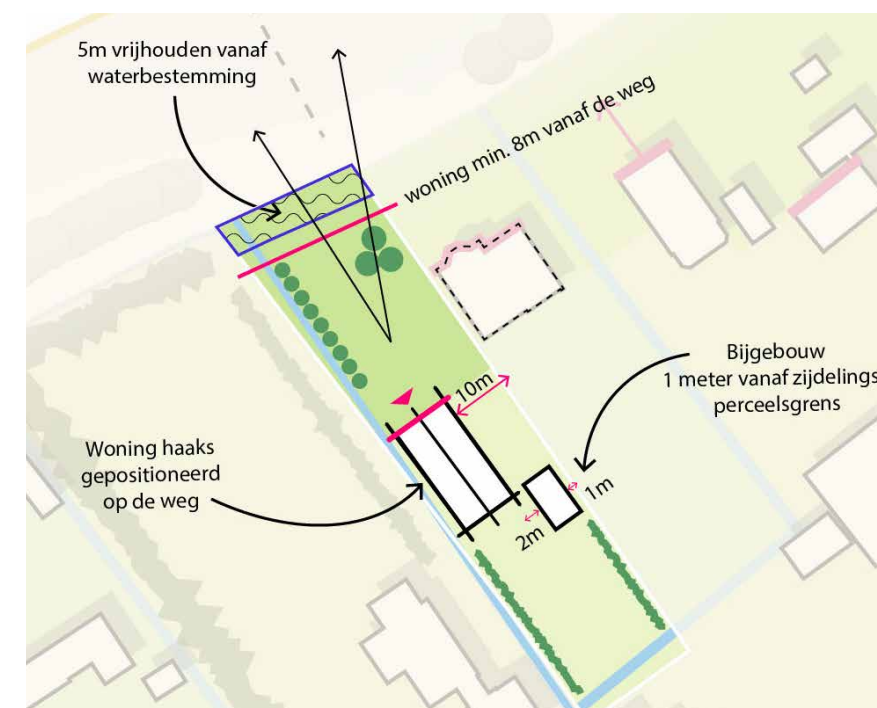 5m vrijhouden vanaf
waterbestemming
woning min. 8m vanaf de weg
Bijgebouw
1 meter vanaf zijdelings
perceelsgrens
10m
Woning haaks
gepositioneerd
op de weg
1m
2m